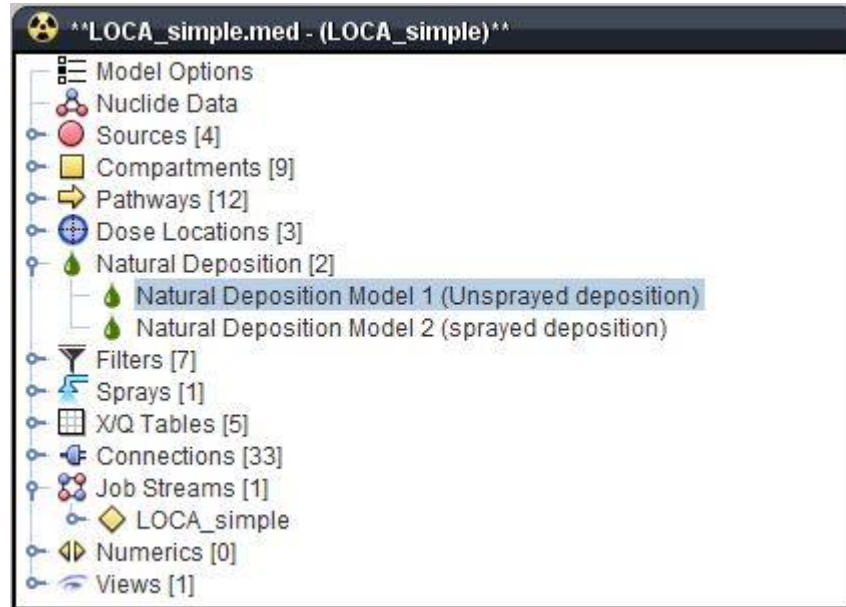 **LOCA_simple.med - (LOCA_simple)**
Model Options
Nuclide Data
Sources [4]
Compartments [9]
Pathways [12]
Dose Locations [3]
Natural Deposition [2]
Natural Deposition Model 1 (Unsprayed deposition)
Natural Deposition Model 2 (sprayed deposition)
Filters [7]
Sprays [1]
X/Q Tables [5]
Connections [33]
Job Streams [1]
LOCA_simple
Numerics [0]
Views [1]